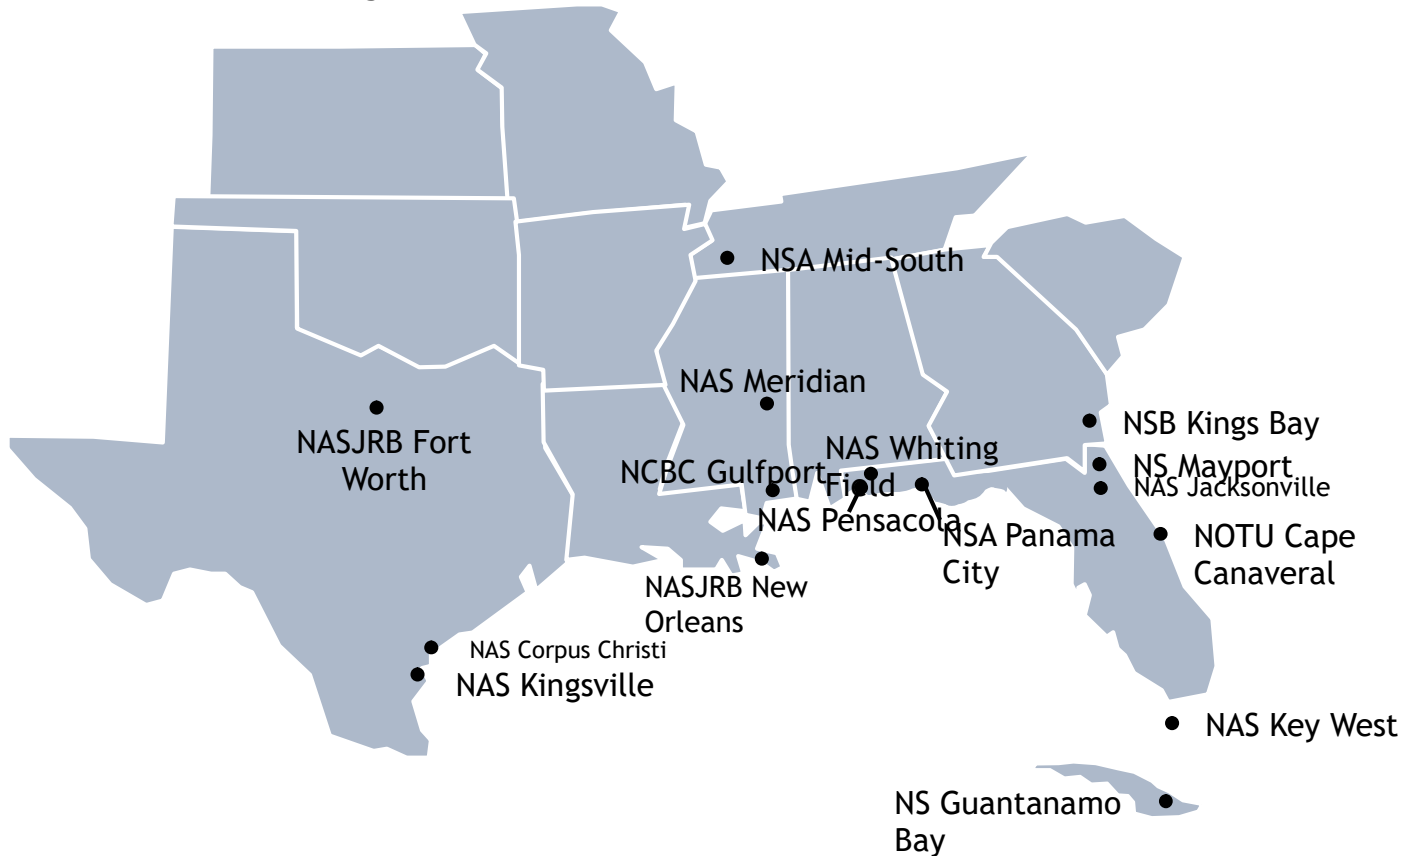 NSA Mid-South
NAS Meridian
NASJRB Fort
Worth
NSB Kings Bay
NAS Whiting
Field
NCBC Gulfport
NS Mayport
NAS Jacksonville
NAS Pensacola
NSA Panama
City
NOTU Cape
Canaveral
NASJRB New
Orleans
NAS Corpus Christi
NAS Kingsville
NAS Key West
NS Guantanamo
Bay